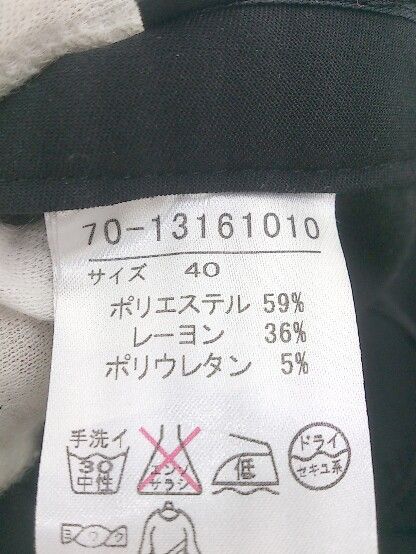 70-13161010
サイズ 40
ポリエステル 59%
レーヨン 36%
ポリウレタン 5%
手洗イ
30
中性
エンソ
サラシ
低
ドライ
セキユ系